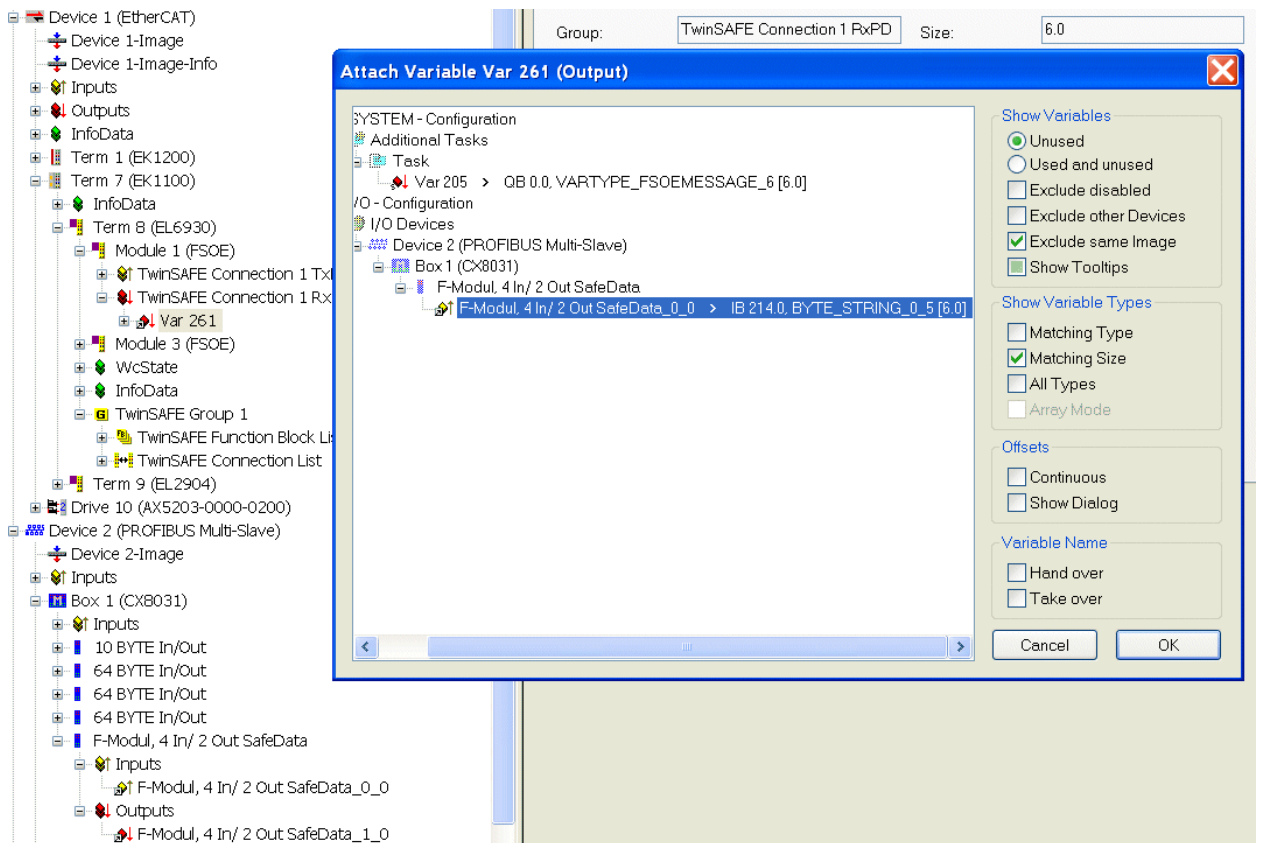 Device 1 (EtherCAT)
Device 1-Image
Device 1-Image-Info
Inputs
Outputs
InfoData
Term 1 (EK1200)
Term 7 (EK1100)
InfoData
Term 8 (EL6930)
Module 1 (FSOE)
TwinSAFE Connection 1 Tx
TwinSAFE Connection 1 Rx
Var 261
Module 3 (FSOE)
WcState
InfoData
TwinSAFE Group 1
TwinSAFE Function Block Li
TwinSAFE Connection List
Term 9 (EL2904)
Drive 10 (AX5203-0000-0200)
Device 2 (PROFIBUS Multi-Slave)
Device 2-Image
Inputs
Box 1 (CX8031)
Inputs
10 BYTE In/Out
64 BYTE In/Out
64 BYTE In/Out
64 BYTE In/Out
F-Modul, 4 In/ 2 Out SafeData
Inputs
F-Modul, 4 In/ 2 Out SafeData_0_0
Outputs
F-Modul, 4 In/ 2 Out SafeData_1_0
Group: TwinSAFE Connection 1 RxPD Size: 6.0
Attach Variable Var 261 (Output)
SYSTEM - Configuration
Additional Tasks
Task
Var 205 > QB 0.0, VARTYPE_FSOEMESSAGE_6 [6.0]
I/O - Configuration
I/O Devices
Device 2 (PROFIBUS Multi-Slave)
Box 1 (CX8031)
F-Modul, 4 In/ 2 Out SafeData
F-Modul, 4 In/ 2 Out SafeData_0_0 > IB 214.0, BYTE_STRING_0_5 [6.0]
Show Variables
Unused
Used and unused
Exclude disabled
Exclude other Devices
Exclude same Image
Show Tooltips
Show Variable Types
Matching Type
Matching Size
All Types
Array Mode
Offsets
Continuous
Show Dialog
Variable Name
Hand over
Take over
Cancel OK